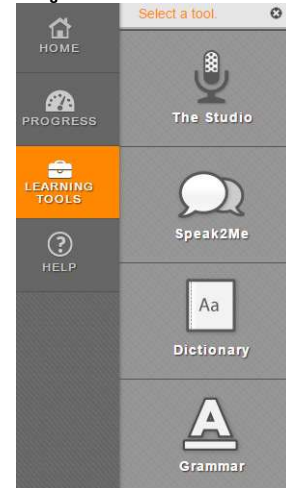 Select a tool.
HOME
PROGRESS
LEARNING
TOOLS
HELP
The Studio
Speak2Me
Aa
Dictionary
A
Grammar